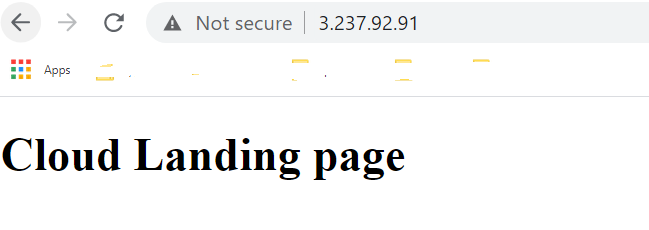 Not secure 3.237.92.91
Apps
Cloud Landing page